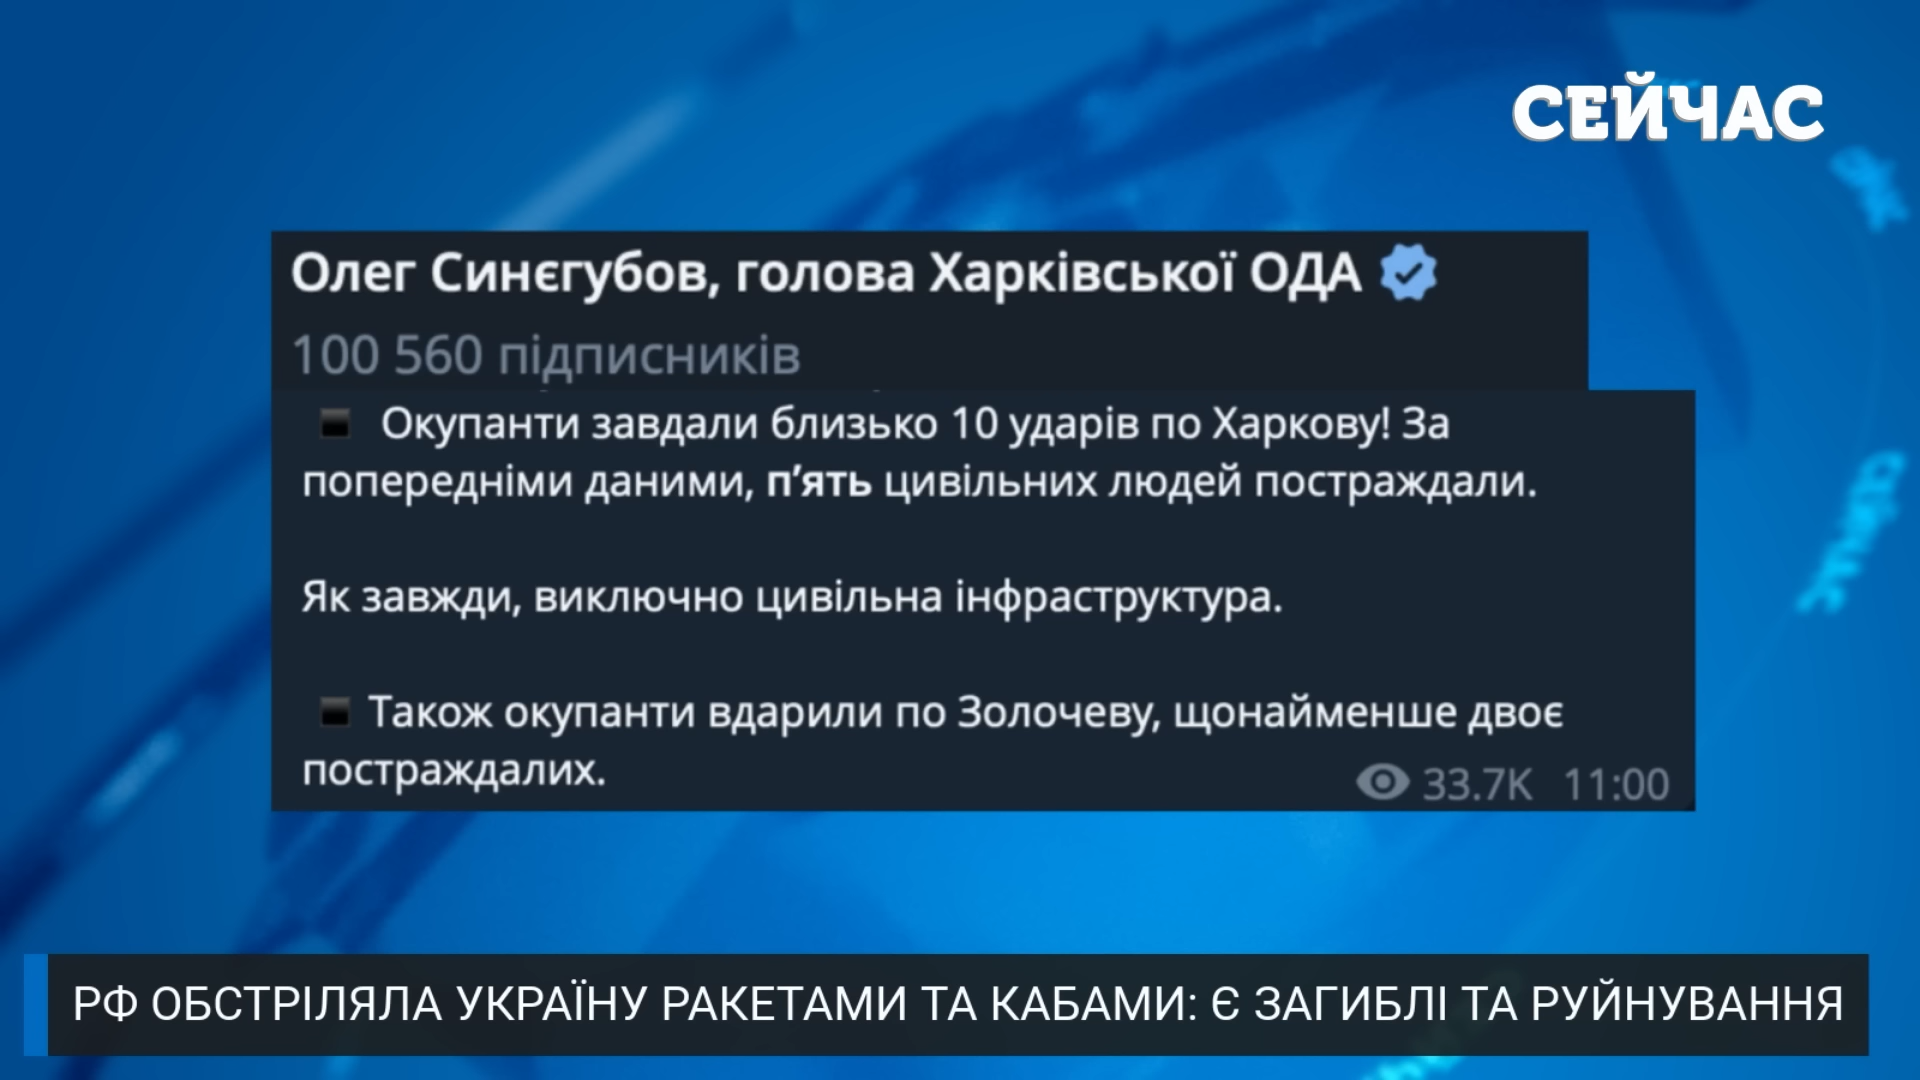 СЕЙЧАС
Олег Синєгубов, голова Харківської ОДА
100 560 підписників
Окупанти завдали близько 10 ударів по Харкову! За
попередніми даними, п’ять цивільних людей постраждали.
Як завжди, виключно цивільна інфраструктура.
Також окупанти вдарили по Золочеву, щонайменше двоє
постраждалих.
33.7K 11:00
РФ ОБСТРІЛЯЛА УКРАЇНУ РАКЕТАМИ ТА КАБАМИ: Є ЗАГИБЛІ ТА РУЙНУВАННЯ